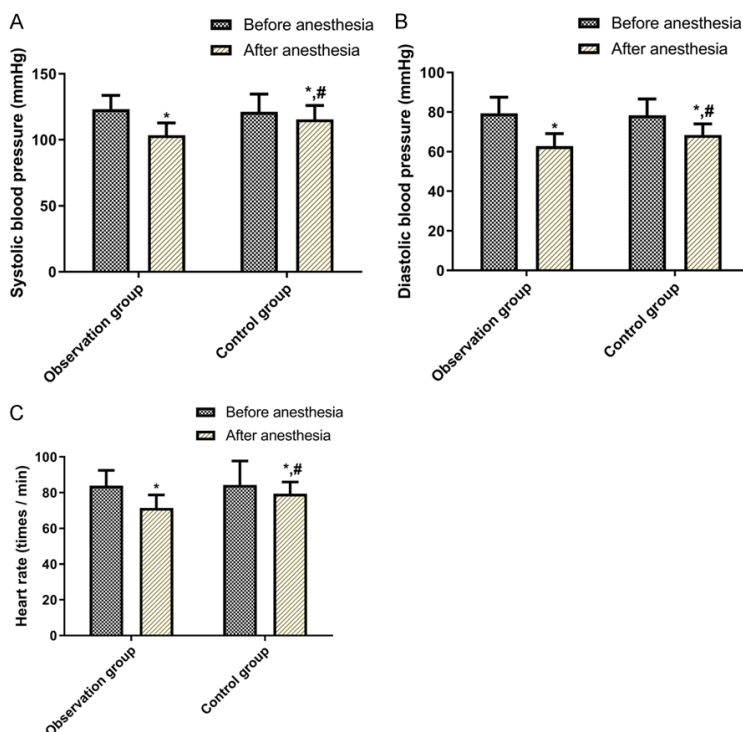 A
Before anesthesia
After anesthesia
Systolic blood pressure (mmHg)
150
100
50
0
*
*,#
Observation group
Control group
B
Before anesthesia
After anesthesia
Diastolic blood pressure (mmHg)
80
60
40
20
0
*
*,#
Observation group
Control group
C
Before anesthesia
After anesthesia
Heart rate (times / min)
100
80
60
40
20
0
*
*,#
Observation group
Control group